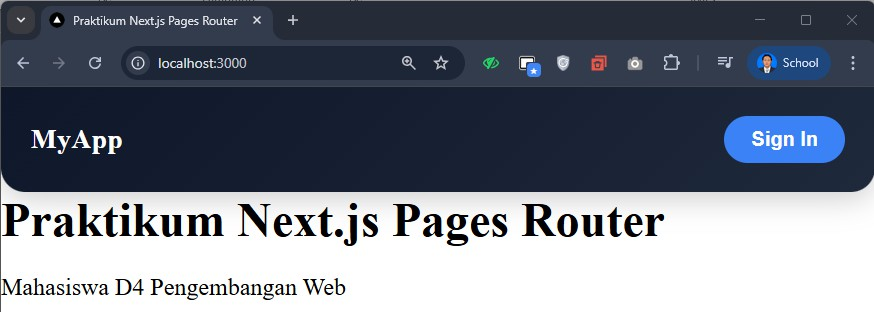 Praktikum Next.js Pages Router
localhost:3000
School
MyApp
Sign In
Praktikum Next.js Pages Router
Mahasiswa D4 Pengembangan Web